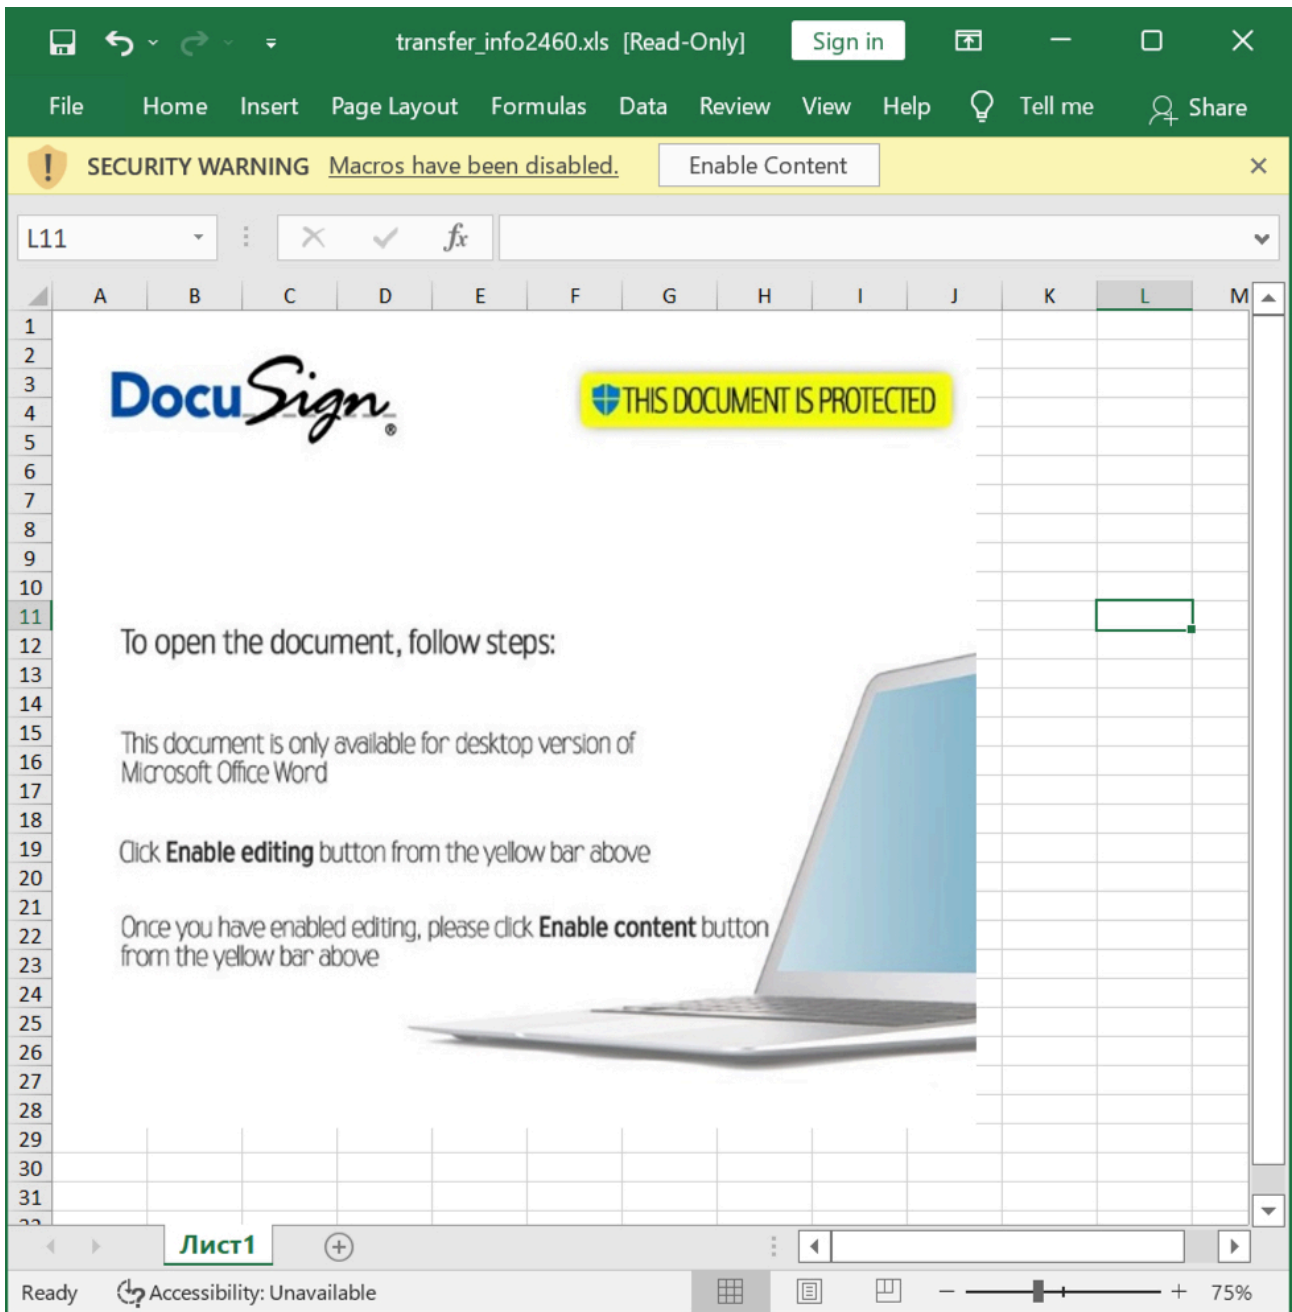 transfer_info2460.xls [Read-Only] Sign in
File Home Insert Page Layout Formulas Data Review View Help Tell me Share
! SECURITY WARNING Macros have been disabled. Enable Content
L11 fx
A B C D E F G H I J K L M
1
2
3
4
5
6
7
8
9
10
11
12
13
14
15
16
17
18
19
20
21
22
23
24
25
26
27
28
29
30
31
DocuSign®
THIS DOCUMENT IS PROTECTED
To open the document, follow steps:
This document is only available for desktop version of
Microsoft Office Word
Click Enable editing button from the yellow bar above
Once you have enabled editing, please click Enable content button
from the yellow bar above
Лист1
Ready Accessibility: Unavailable 75%